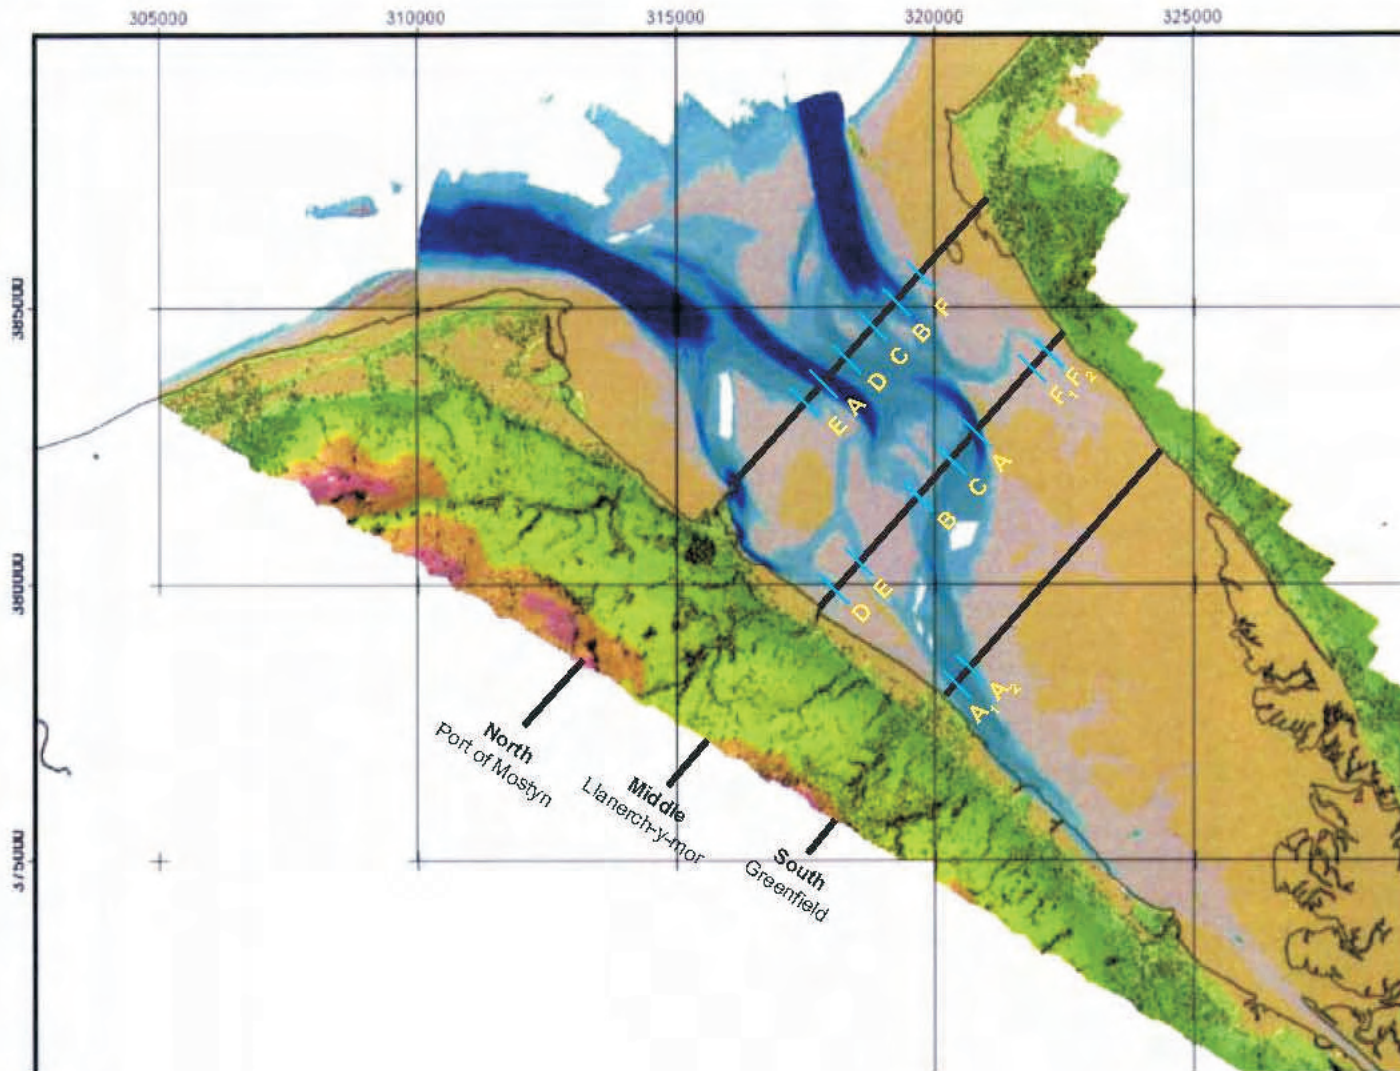 305000
310000
315000
320000
325000
385000
380000
375000
F
B
C
D
A
E
F₁ F₂
A
C
B
E
D
A₁ A₂
North
Port of Mostyn
Middle
Llanerch-y-mor
South
Greenfield